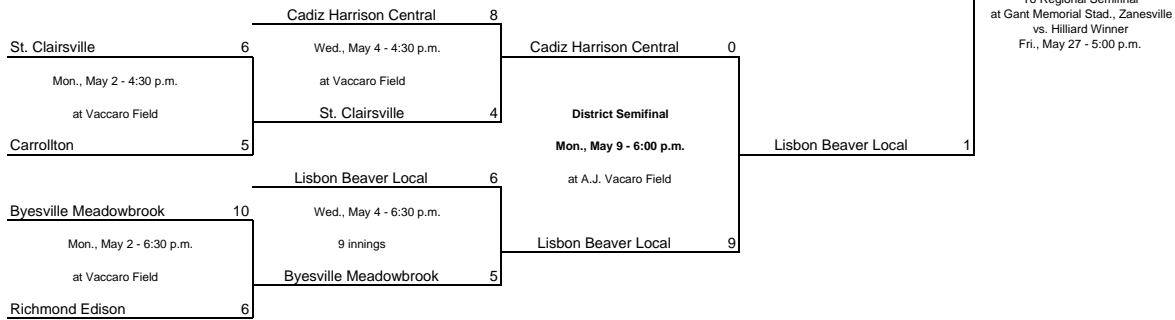 To Regional Semifinal
at Gant Memorial Stad., Zanesville
vs. Hilliard Winner
Fri., May 27 - 5:00 p.m.
Cadiz Harrison Central 8
St. Clairsville 6
Wed., May 4 - 4:30 p.m.
Cadiz Harrison Central 0
Mon., May 2 - 4:30 p.m.
at Vaccaro Field
at Vaccaro Field
St. Clairsville 4
District Semifinal
Carrollton 5
Mon., May 9 - 6:00 p.m.
Lisbon Beaver Local 1
Lisbon Beaver Local 6
at A.J. Vacaro Field
Byesville Meadowbrook 10
Wed., May 4 - 6:30 p.m.
Mon., May 2 - 6:30 p.m.
9 innings
Lisbon Beaver Local 9
at Vaccaro Field
Byesville Meadowbrook 5
Richmond Edison 6